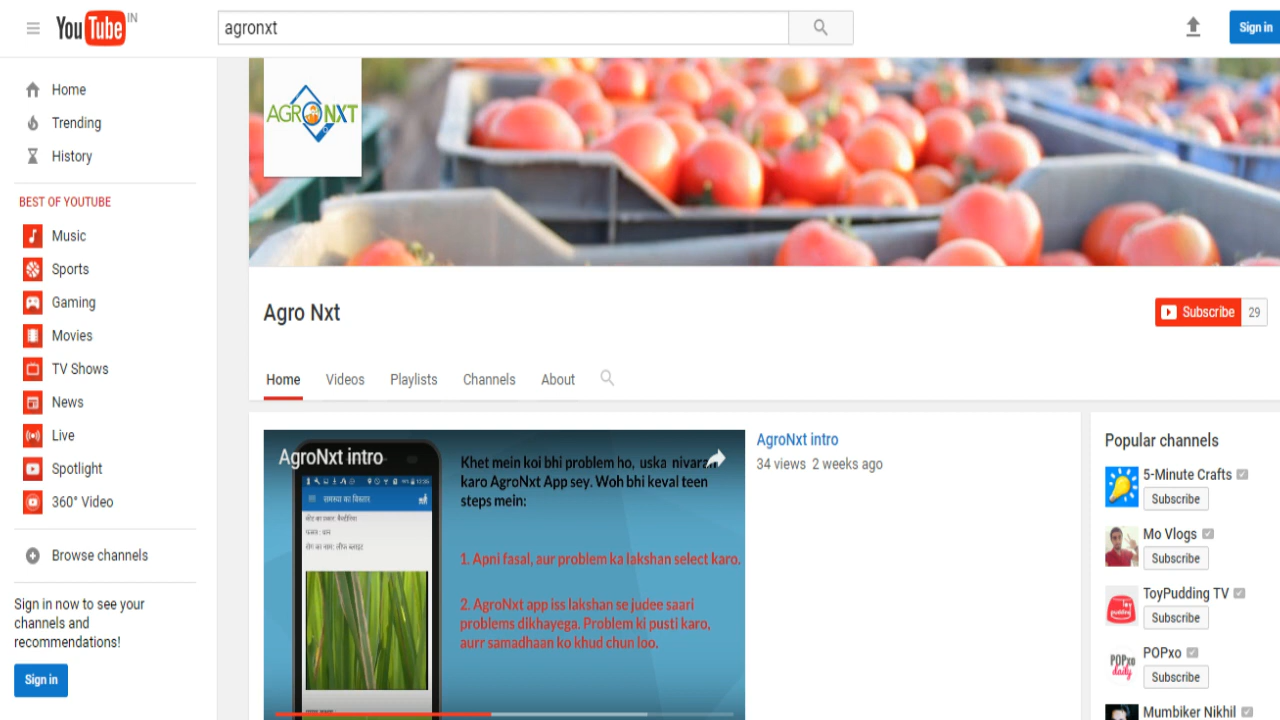 YouTube IN
agronxt
Sign in
Home
Trending
History
BEST OF YOUTUBE
Music
Sports
Gaming
Movies
TV Shows
News
Live
Spotlight
360° Video
Browse channels
Sign in now to see your
channels and
recommendations!
Sign in
AGRONXT
Agro Nxt
Subscribe 29
Home Videos Playlists Channels About
AgroNxt intro
Khet mein koi bhi problem ho, uska nivaran
karo AgroNxt App sey. Woh bhi keval teen
steps mein:
1. Apni fasal, aur problem ka lakshan select karo.
2. AgroNxt app iss lakshan se judee saari
problems dikhayega. Problem ki pusti karo,
aurr samadhaan ko khud chun loo.
समस्या का विस्तार
रोग का नाम: लीफ ब्लाइट
AgroNxt intro
34 views 2 weeks ago
Popular channels
5-Minute Crafts
Subscribe
Mo Vlogs
Subscribe
ToyPudding TV
Subscribe
POPxo daily
POPxo
Subscribe
Mumbiker Nikhil